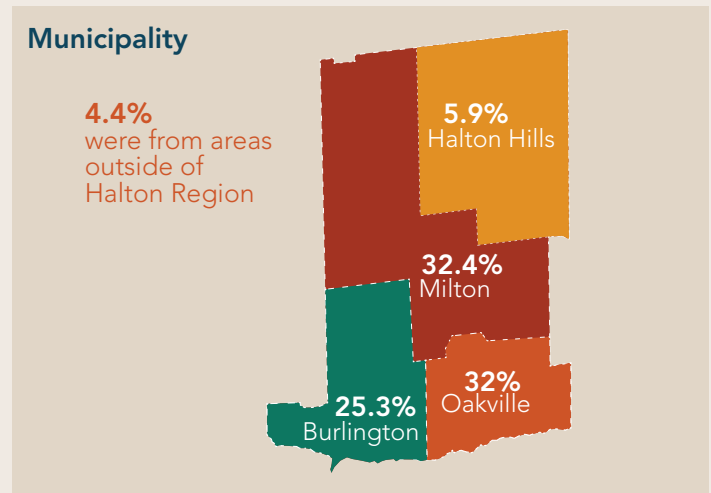 Municipality
4.4%
were from areas
outside of
Halton Region
5.9%
Halton Hills
32.4%
Milton
32%
Oakville
25.3%
Burlington